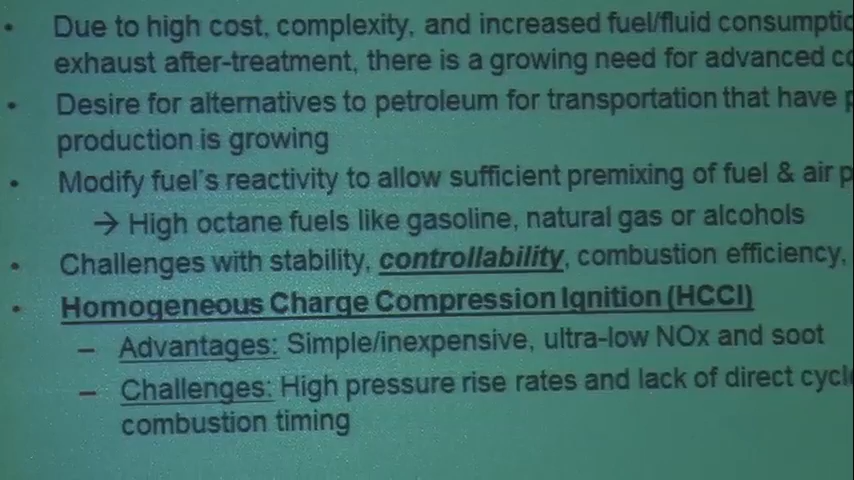 • Due to high cost, complexity, and increased fuel/fluid
exhaust after-treatment, there is a growing need for advanced
• Desire for alternatives to petroleum for transportation that have
production is growing
• Modify fuel's reactivity to allow sufficient premixing of fuel & air
→ High octane fuels like gasoline, natural gas or alcohols
• Challenges with stability, controllability, combustion efficiency,
• Homogeneous Charge Compression Ignition (HCCI)
– Advantages: Simple/inexpensive, ultra-low NOx and soot
– Challenges: High pressure rise rates and lack of direct
combustion timing